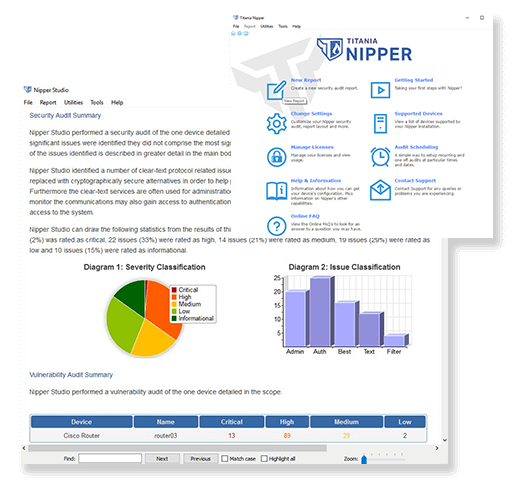 Titania Nipper
File Report Utilities Tools Help
TITANIA
NIPPER
New Report
Create a new security audit report.
New Report
Getting Started
Taking your first steps with Nipper?
Change Settings
Customize your Nipper security
audit, report layout and more.
Supported Devices
View a list of devices supported by
your Nipper installation.
Manage Licenses
Manage your licenses and view
usage.
Audit Scheduling
A simple way to setup recurring and
one off audits at particular times
and dates.
Help & Information
Information about how you can get
your device's configuration. Plus
information on Nipper's other
capabilities.
Contact Support
Contact Support for any queries or
problems you are experiencing.
Online FAQ
View the Online FAQ's to look for an
answer to a question you may have.
Nipper Studio
File Report Utilities Tools Help
Security Audit Summary
Nipper Studio performed a security audit of the one device detailed
significant issues were identified they did not comprise the most sig
of the issues identified is described in greater detail in the main bod
Nipper Studio identified a number of clear-text protocol related issue
replaced with cryptographically secure alternatives in order to help
Furthermore the clear-text services are often used for administratio
monitor the communications may also gain access to authentication
access to the system.
Nipper Studio can draw the following statistics from the results of th
(2%) was rated as critical, 22 issues (33%) were rated as high, 14 issues (21%) were rated as medium, 19 issues (29%) were rated as
low and 10 issues (15%) were rated as informational.
Diagram 1: Severity Classification
Critical
High
Medium
Low
Informational
Diagram 2: Issue Classification
25
20
15
10
5
Admin Auth Best Text Filter
Vulnerability Audit Summary
Nipper Studio performed a vulnerability audit of the one device detailed in the scope.
Device Name Critical High Medium Low
Cisco Router router03 13 89 29 2
Find: Next Previous Match case Highlight all Zoom: